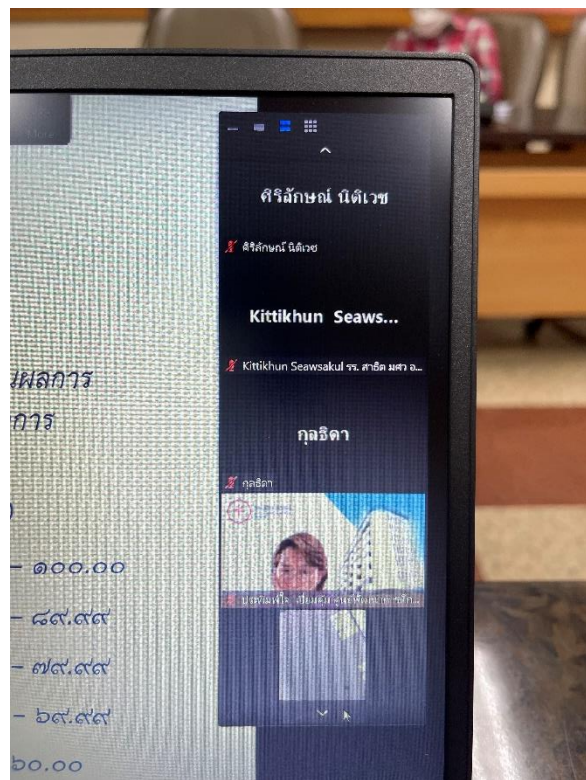 นผลการ
การ
– ๑๐๐.๐๐
– ๘๙.๙๙
– ๗๙.๙๙
– ๖๙.๙๙
๖๐.๐๐
ศิริลักษณ์ นิติเวช
ศิริลักษณ์ นิติเวช
Kittikhun Seaws...
Kittikhun Seawsakul รร. สาธิต มศว อ...
กุลธิดา
กุลธิดา